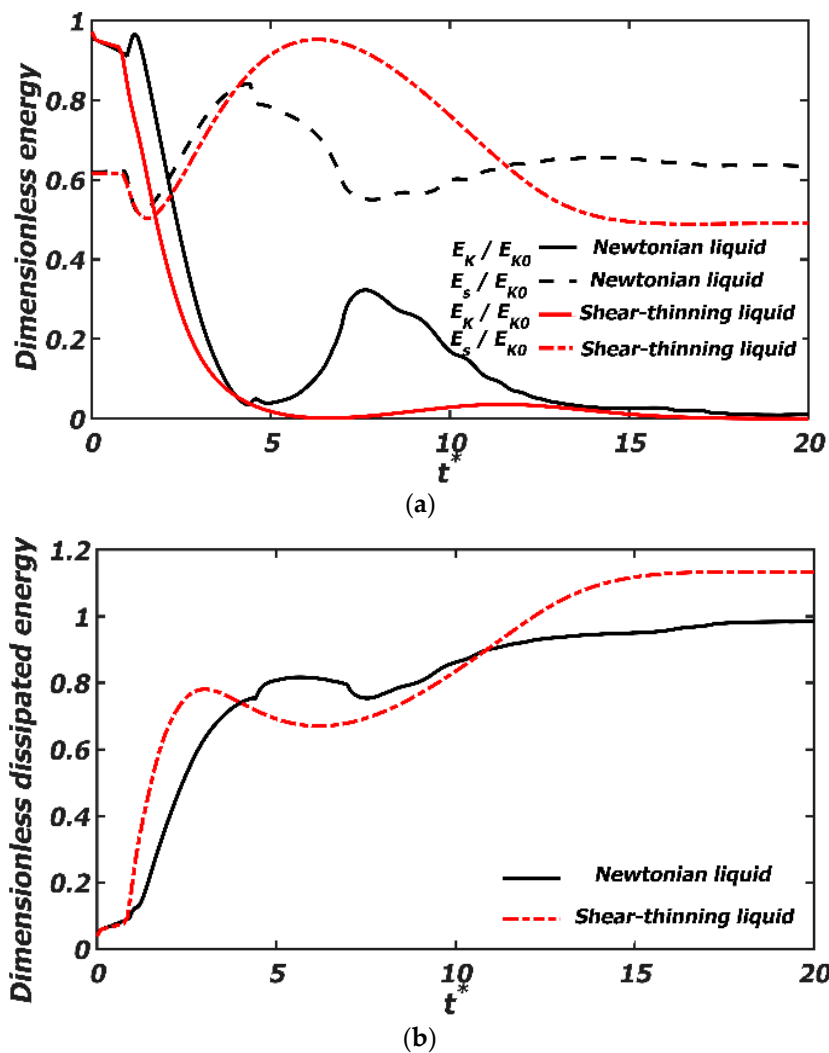 1
0.8
0.6
0.4
0.2
0
Dimensionless energy
E_K / E_K0 Newtonian liquid
E_s / E_K0 Newtonian liquid
E_K / E_K0 Shear-thinning liquid
E_s / E_K0 Shear-thinning liquid
0 5 10 15 20
t*
(a)
1.2
1
0.8
0.6
0.4
0.2
0
Dimensionless dissipated energy
Newtonian liquid
Shear-thinning liquid
0 5 10 15 20
t*
(b)